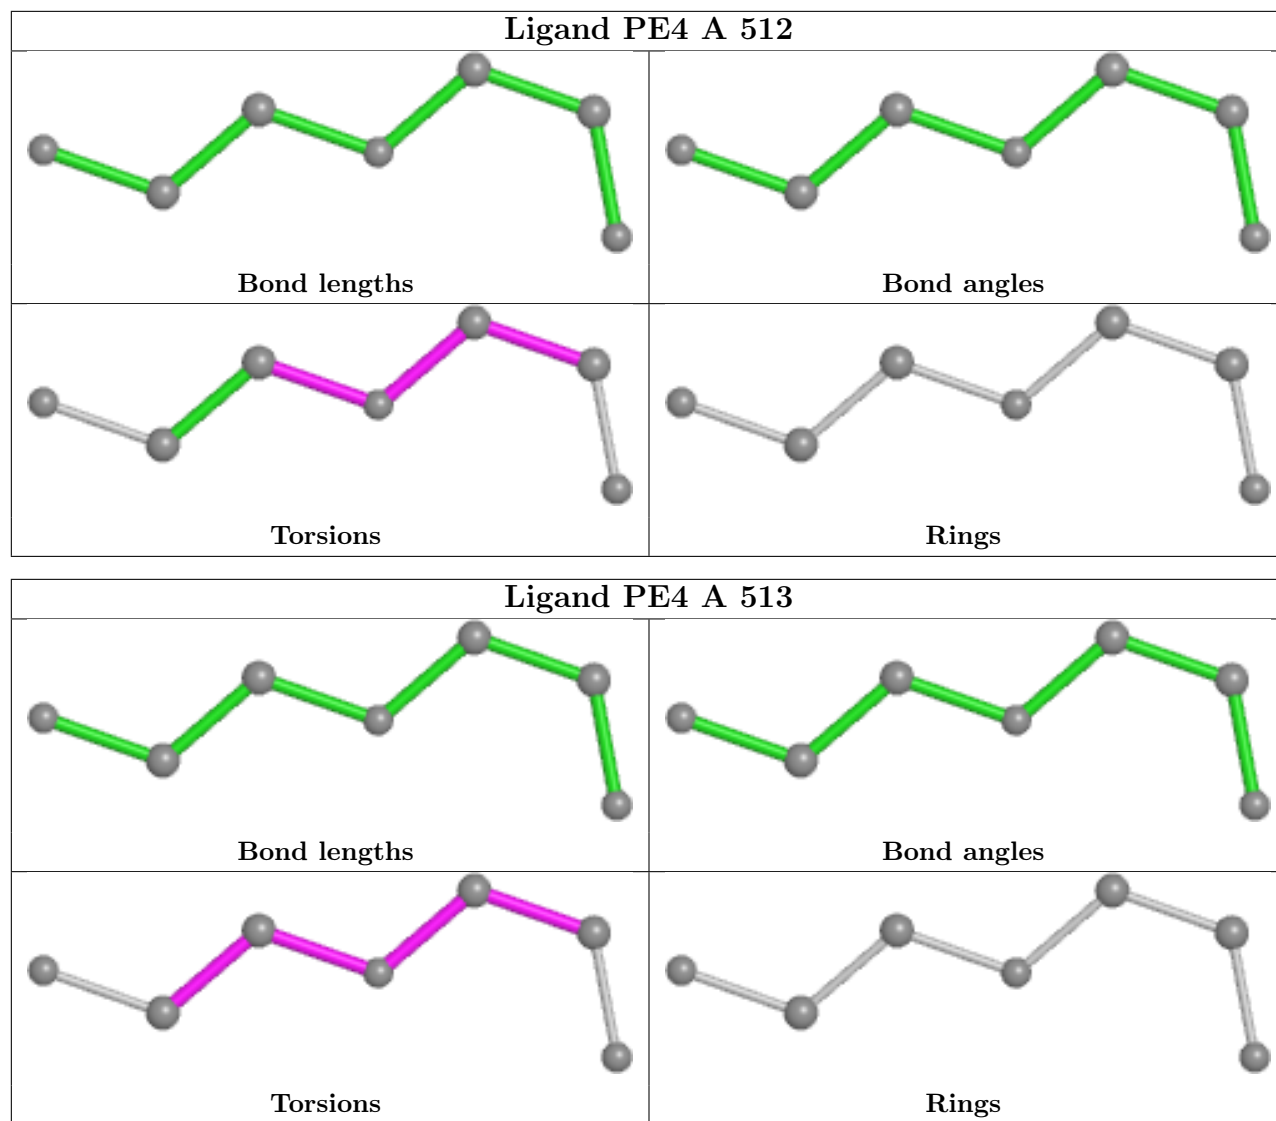 Ligand PE4 A 512
Bond lengths
Bond angles
Torsions
Rings
Ligand PE4 A 513
Bond lengths
Bond angles
Torsions
Rings